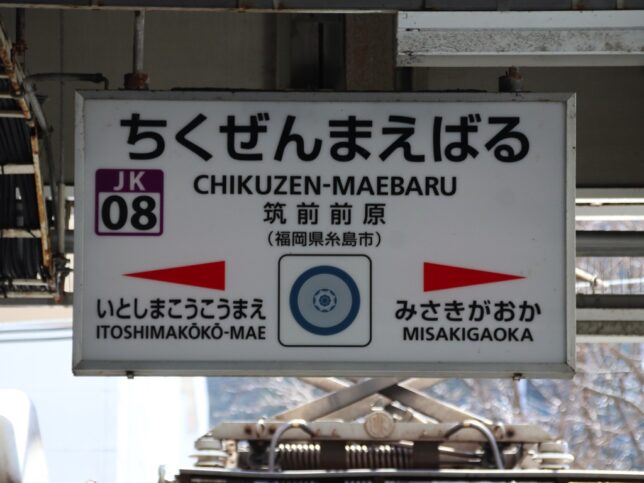 ちくぜんまえばる
JK
08
CHIKUZEN-MAEBARU
筑前前原
(福岡県糸島市)
いとしまこうこうまえ
ITOSHIMAKŌKŌ-MAE
みさきがおか
MISAKIGAOKA